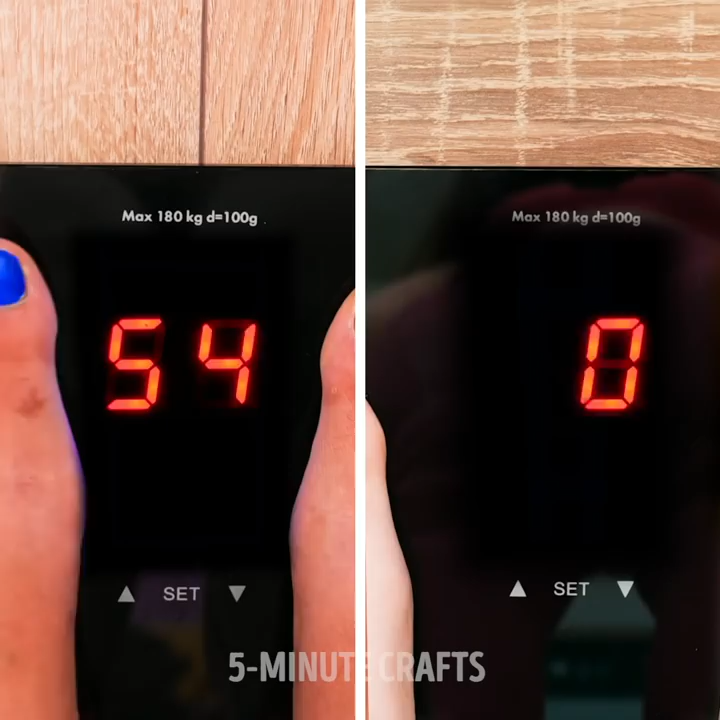 Max 180 kg d=100g
54
▲ SET ▼
Max 180 kg d=100g
0
▲ SET ▼
5-MINUTE CRAFTS